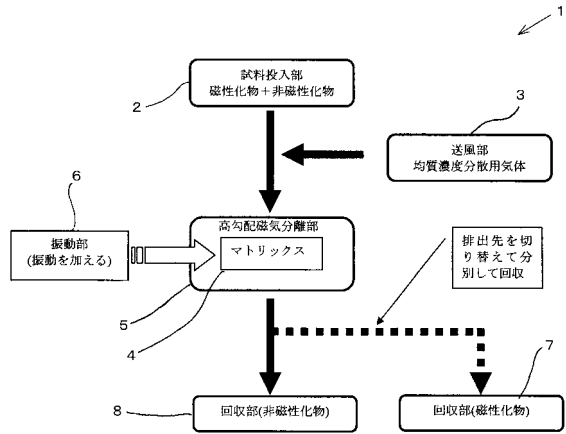 1
試料投入部
磁性化物＋非磁性化物
2
3
送風部
均質濃度分散用気体
6
振動部
(振動を加える)
高勾配磁気分離部
マトリックス
排出先を切
り替えて分
別して回収
5
4
7
8
回収部(非磁性化物)
回収部(磁性化物)